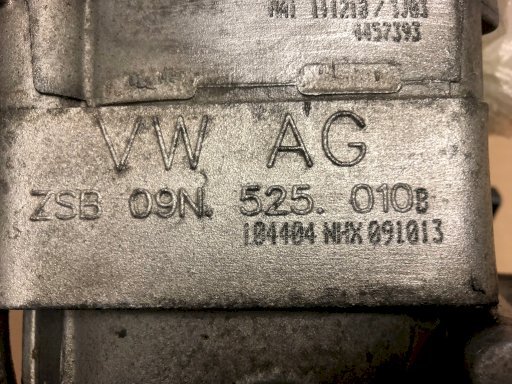 4457393
VW AG
ZSB 09N. 525. 010B
184404 NHX 091013